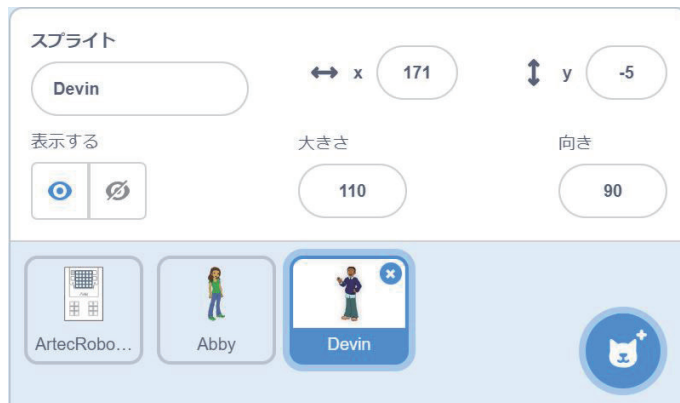 スプライト
Devin
x 171
y -5
表示する
大きさ
110
向き
90
ArtecRobo...
Abby
Devin